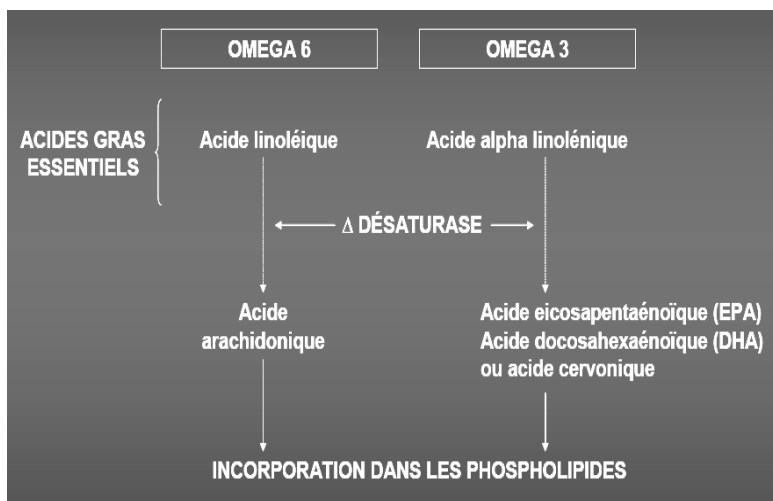 OMEGA 6
OMEGA 3
ACIDES GRAS
ESSENTIELS
Acide linoléique
Acide alpha linolénique
Δ DÉSATURASE
Acide
arachidonique
Acide eicosapentaénoïque (EPA)
Acide docosahexaénoïque (DHA)
ou acide cervonique
INCORPORATION DANS LES PHOSPHOLIPIDES